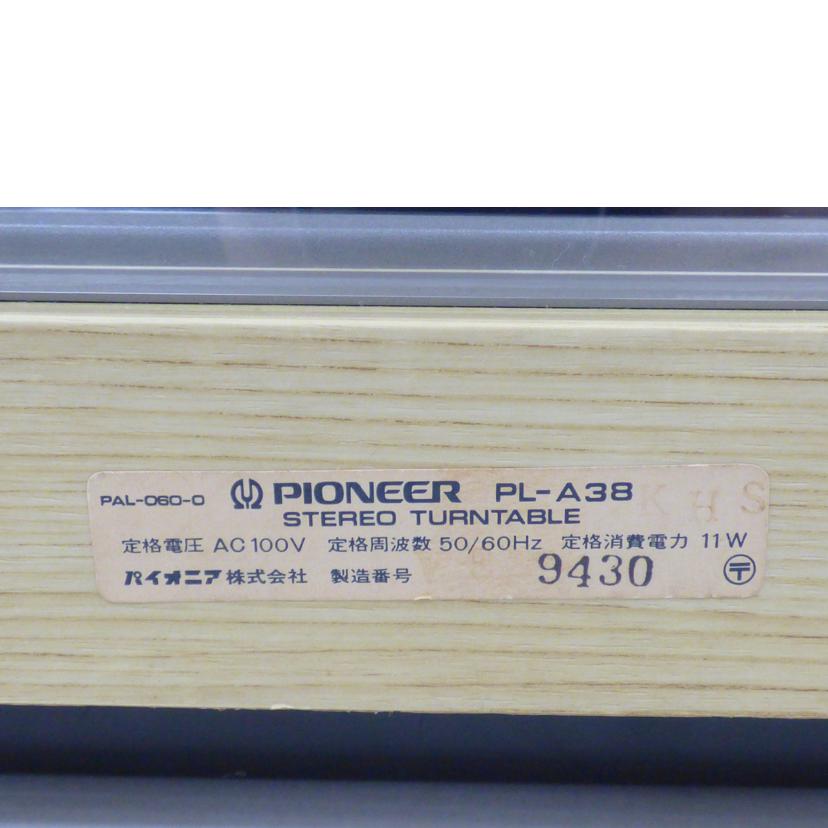 PAL-060-0 PIONEER PL-A38 KHS
STEREO TURNTABLE
定格電圧 AC100V 定格周波数 50/60Hz 定格消費電力 11W
パイオニア株式会社 製造番号 9430 〒